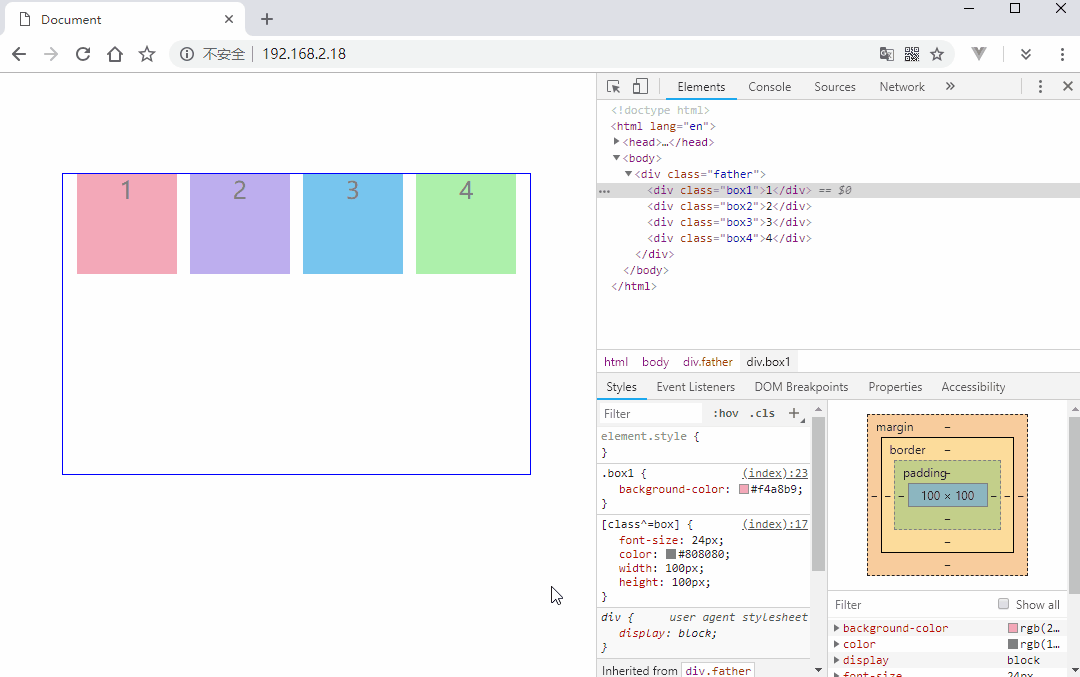 Document
不安全 192.168.2.18
1 2 3 4
Elements Console Sources Network »
<!doctype html>
<html lang="en">
<head>…</head>
<body>
<div class="father">
<div class="box1">1</div> == $0
<div class="box2">2</div>
<div class="box3">3</div>
<div class="box4">4</div>
</div>
</body>
</html>
html body div.father div.box1
Styles Event Listeners DOM Breakpoints Properties Accessibility
Filter :hov .cls +
element.style {
}
.box1 { (index):23
background-color: #f4a8b9;
}
[class^=box] { (index):17
font-size: 24px;
color: #808080;
width: 100px;
height: 100px;
}
div { user agent stylesheet
display: block;
}
Inherited from div.father
margin –
border –
padding –
– – – 100 × 100 – – –
–
–
–
Filter Show all
background-color rgb(2…
color rgb(1…
display block
font-size 24px